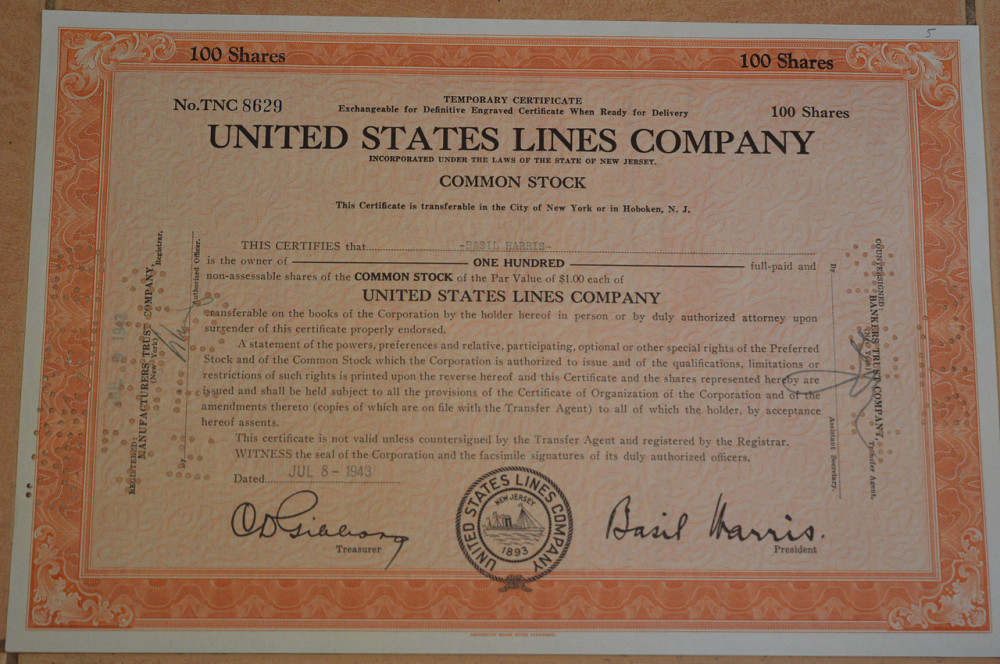 5
100 Shares
100 Shares
No.TNC 8629
TEMPORARY CERTIFICATE
Exchangeable for Definitive Engraved Certificate When Ready for Delivery
100 Shares
UNITED STATES LINES COMPANY
INCORPORATED UNDER THE LAWS OF THE STATE OF NEW JERSEY.
COMMON STOCK
This Certificate is transferable in the City of New York or in Hoboken, N. J.
THIS CERTIFIES that -BASIL HARRIS-
is the owner of ONE HUNDRED full-paid and
non-assessable shares of the COMMON STOCK of the Par Value of $1.00 each of
UNITED STATES LINES COMPANY
transferable on the books of the Corporation by the holder hereof in person or by duly authorized attorney upon
surrender of this certificate properly endorsed.
A statement of the powers, preferences and relative, participating, optional or other special rights of the Preferred
Stock and of the Common Stock which the Corporation is authorized to issue and of the qualifications, limitations or
restrictions of such rights is printed upon the reverse hereof and this Certificate and the shares represented hereby are
issued and shall be held subject to all the provisions of the Certificate of Organization of the Corporation and of the
amendments thereto (copies of which are on file with the Transfer Agent) to all of which the holder, by acceptance
hereof assents.
This certificate is not valid unless countersigned by the Transfer Agent and registered by the Registrar.
WITNESS the seal of the Corporation and the facsimile signatures of its duly authorized officers.
Dated JUL 8 - 1943
Treasurer
UNITED STATES LINES COMPANY
NEW JERSEY
1893
Basil Harris.
President
REGISTERED:
MANUFACTURERS TRUST COMPANY,
(New York)
Registrar.
By
Authorized Officer.
COUNTERSIGNED:
BANKERS TRUST COMPANY,
(New York)
Transfer Agent.
By
Assistant Secretary.